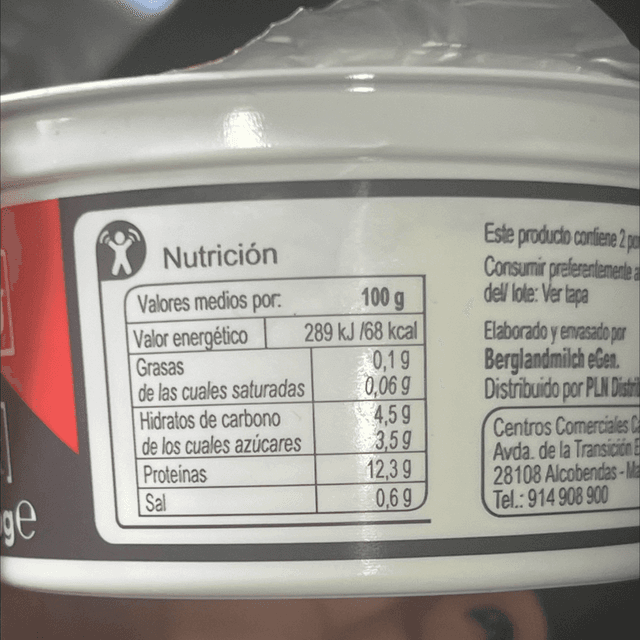 Nutrición
Valores medios por: 100 g
Valor energético 289 kJ /68 kcal
Grasas 0,1 g
de las cuales saturadas 0,06 g
Hidratos de carbono 4,5 g
de los cuales azúcares 3,5 g
Proteínas 12,3 g
Sal 0,6 g
Este producto contiene 2
Consumir preferentemente
del/ lote: Ver tapa
Elaborado y envasado por
Berglandmilch eGen.
Distribuido por PLN
Centros Comerciales
Avda. de la Transición
28108 Alcobendas -
Tel.: 914 908 900